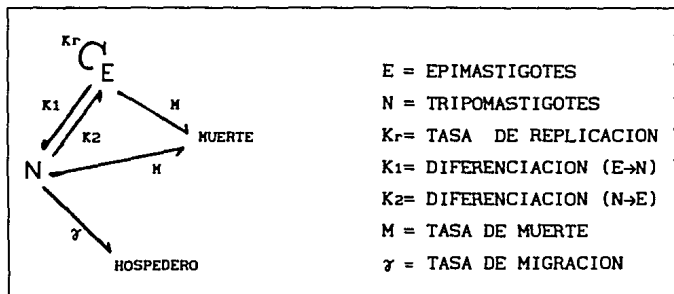 Kr
E
K1
K2
M
MUERTE
N
M
γ
HOSPEDERO
E = EPIMASTIGOTES
N = TRIPOMASTIGOTES
Kr= TASA DE REPLICACION
K1= DIFERENCIACION (E→N)
K2= DIFERENCIACION (N→E)
M = TASA DE MUERTE
γ = TASA DE MIGRACION